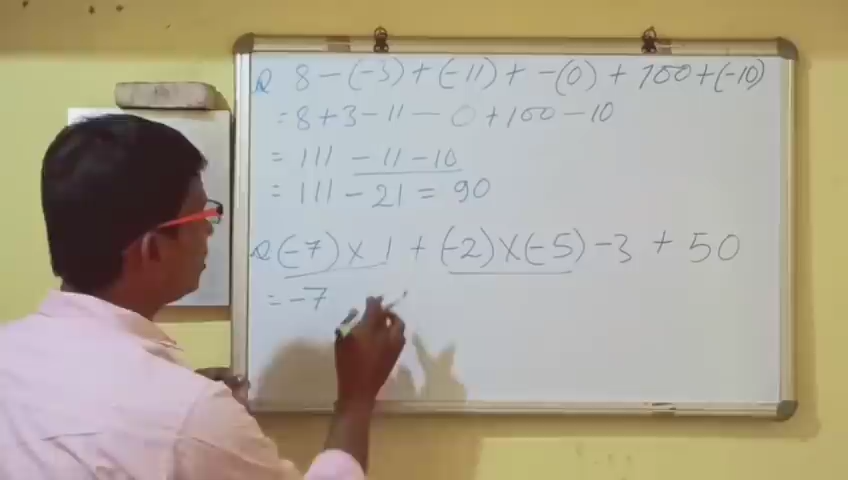 Q 8 - (-3) + (-11) + -(0) + 100 + (-10)
= 8 + 3 - 11 - 0 + 100 - 10
= 111 - 11 - 10
= 111 - 21 = 90
Q (-7) × 1 + (-2) × (-5) - 3 + 50
= -7